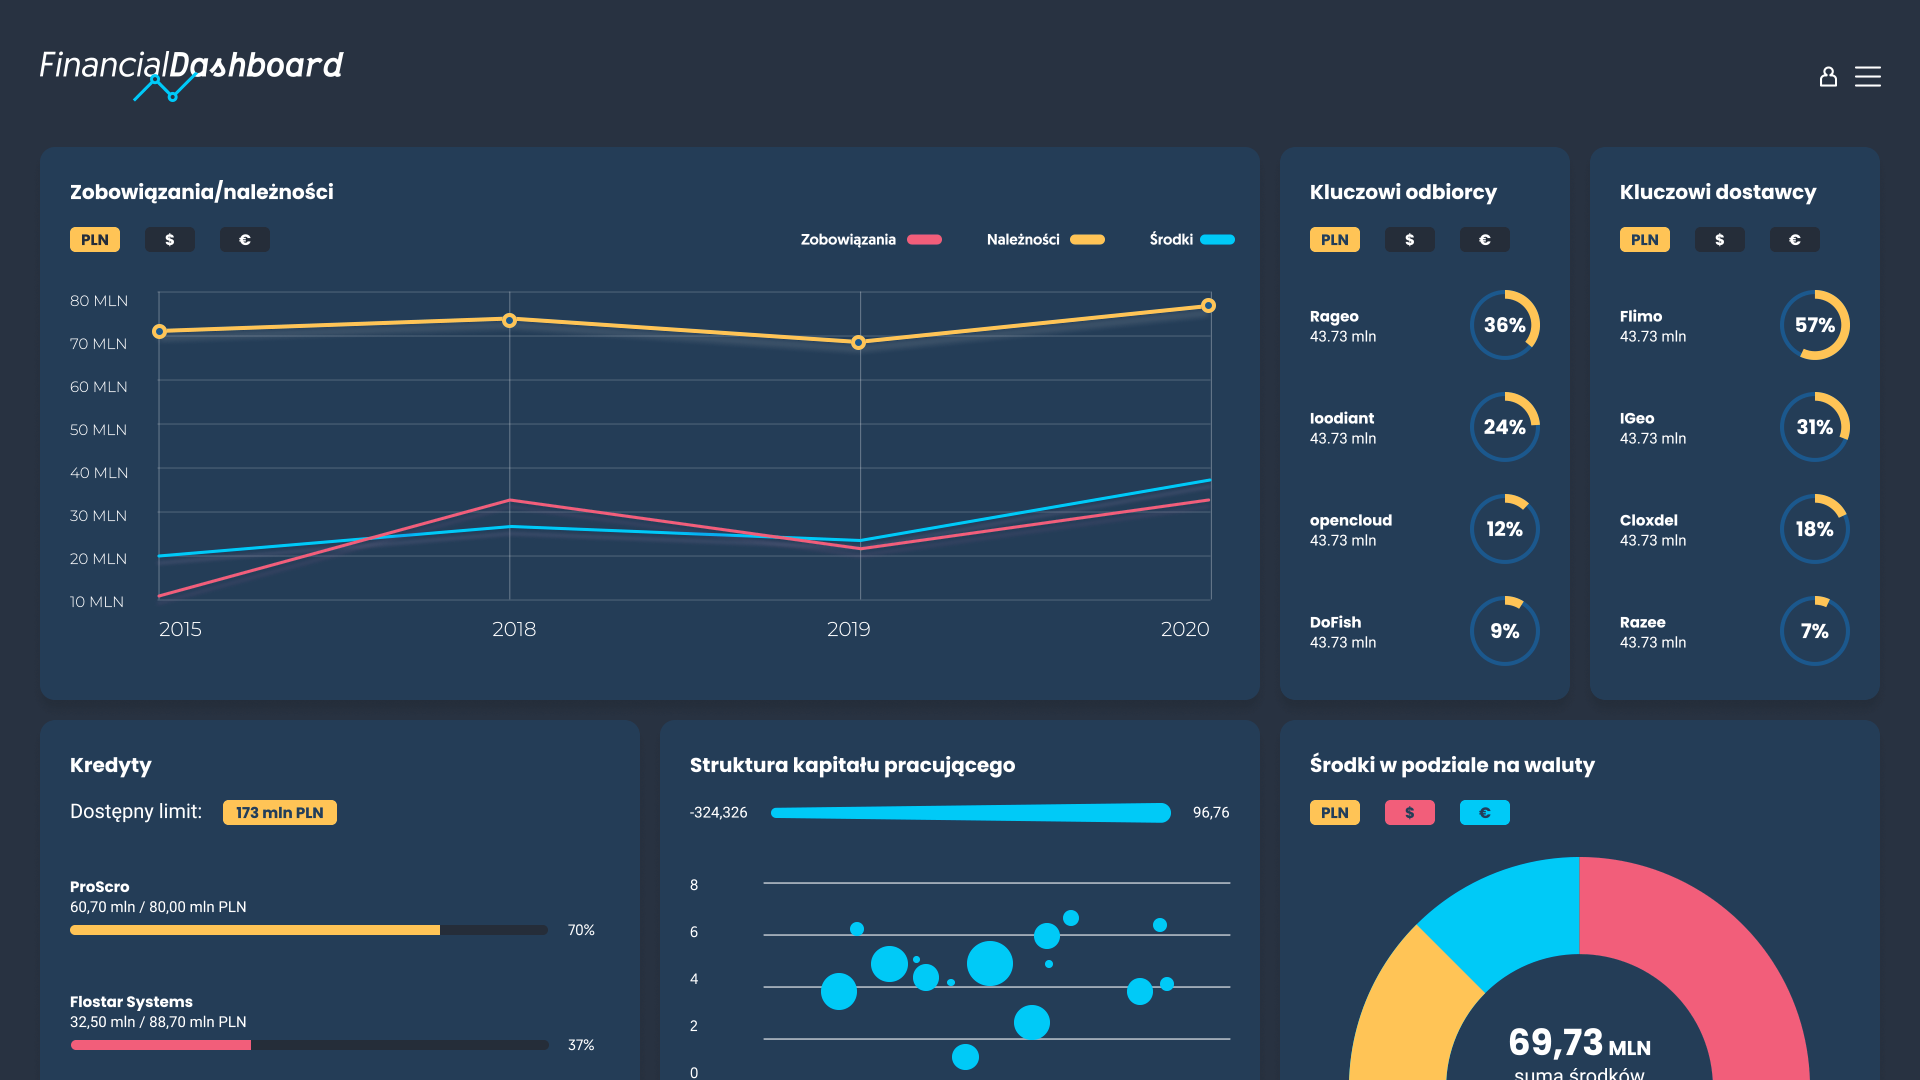 FinancialDashboard
Zobowiązania/należności
PLN $ €
Zobowiązania Należności Środki
80 MLN
70 MLN
60 MLN
50 MLN
40 MLN
30 MLN
20 MLN
10 MLN
2015 2018 2019 2020
Kluczowi odbiorcy
PLN $ €
Rageo
43.73 mln
36%
Ioodiant
43.73 mln
24%
opencloud
43.73 mln
12%
DoFish
43.73 mln
9%
Kluczowi dostawcy
PLN $ €
Flimo
43.73 mln
57%
IGeo
43.73 mln
31%
Cloxdel
43.73 mln
18%
Razee
43.73 mln
7%
Kredyty
Dostępny limit: 173 mln PLN
ProScro
60,70 mln / 80,00 mln PLN
70%
Flostar Systems
32,50 mln / 88,70 mln PLN
37%
Struktura kapitału pracującego
-324,326 96,76
8
6
4
2
0
Środki w podziale na waluty
PLN $ €
69,73 MLN
suma środków